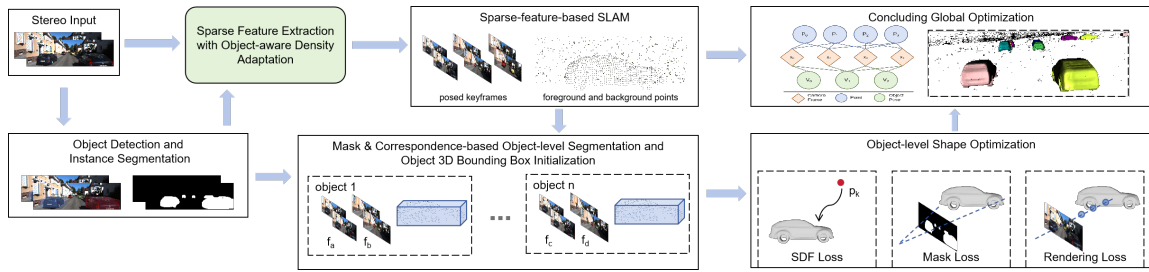 Stereo Input
Sparse Feature Extraction
with Object-aware Density
Adaptation
Sparse-feature-based SLAM
posed keyframes
foreground and background points
Concluding Global Optimization
Point
Object and
Instance Segmentation
Object Detection and
Mask & Correspondence-based Object-level Segmentation and
Object 3D Bounding Box Initialization
object 1
fa
fb
...
object n
fc
fd
Object-level Shape Optimization
pk
SDF Loss
Mask Loss
Rendering Loss